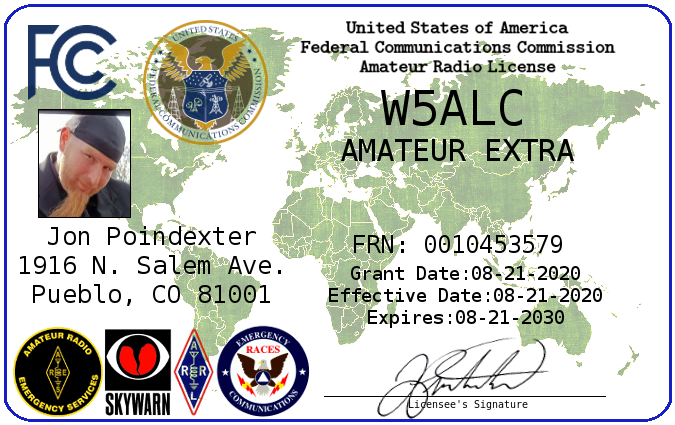 FCC
UNITED STATES
FEDERAL COMMUNICATIONS COMMISSION
United States of America
Federal Communications Commission
Amateur Radio License
W5ALC
AMATEUR EXTRA
Jon Poindexter
1916 N. Salem Ave.
Pueblo, CO 81001
FRN: 0010453579
Grant Date:08-21-2020
Effective Date:08-21-2020
Expires:08-21-2030
AMATEUR RADIO
EMERGENCY SERVICES
A
R E
S
SKYWARN
A
R R
L
EMERGENCY
RACES
COMMUNICATIONS
Licensee's Signature